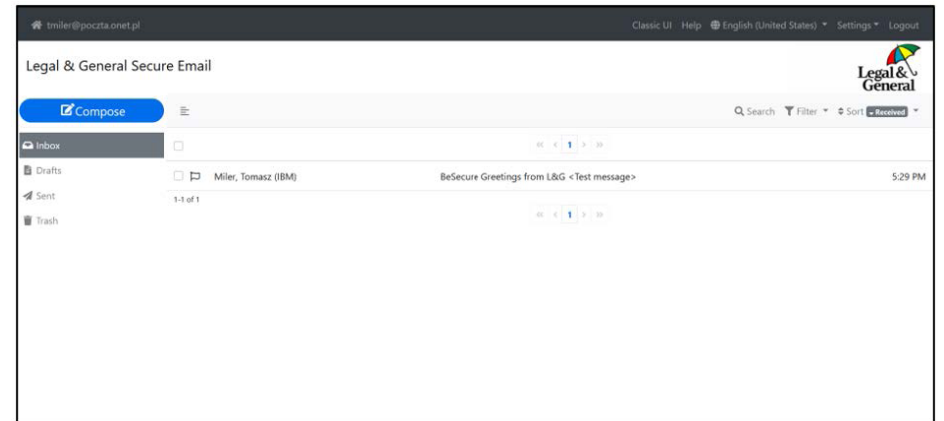 tmiler@poczta.onet.pl Classic UI Help English (United States) Settings Logout
Legal & General Secure Email
Legal &
General
Compose Search Filter Sort Received
Inbox « ‹ 1 › »
Drafts Miler, Tomasz (IBM) BeSecure Greetings from L&G <Test message> 5:29 PM
Sent 1-1 of 1
Trash « ‹ 1 › »